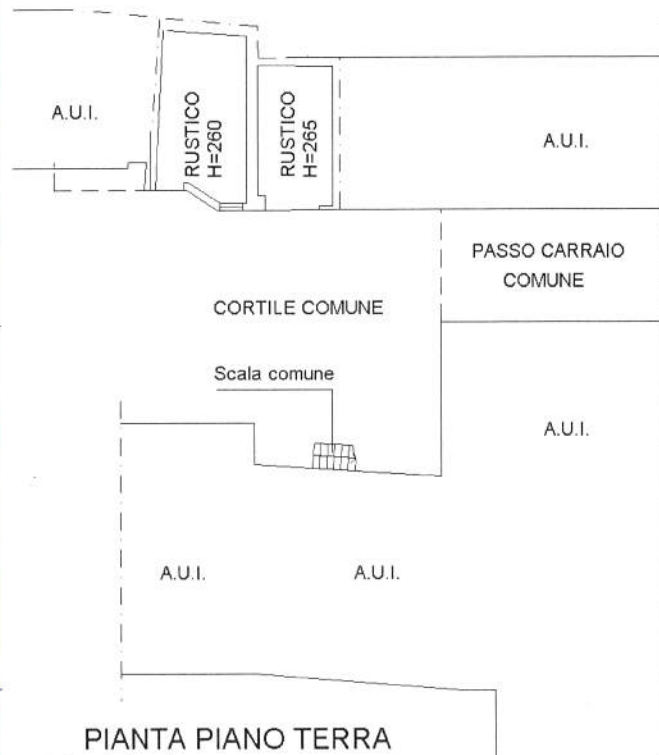 A.U.I.
RUSTICO
H=260
RUSTICO
H=265
A.U.I.
PASSO CARRAIO
COMUNE
CORTILE COMUNE
Scala comune
A.U.I.
A.U.I.
A.U.I.
PIANTA PIANO TERRA